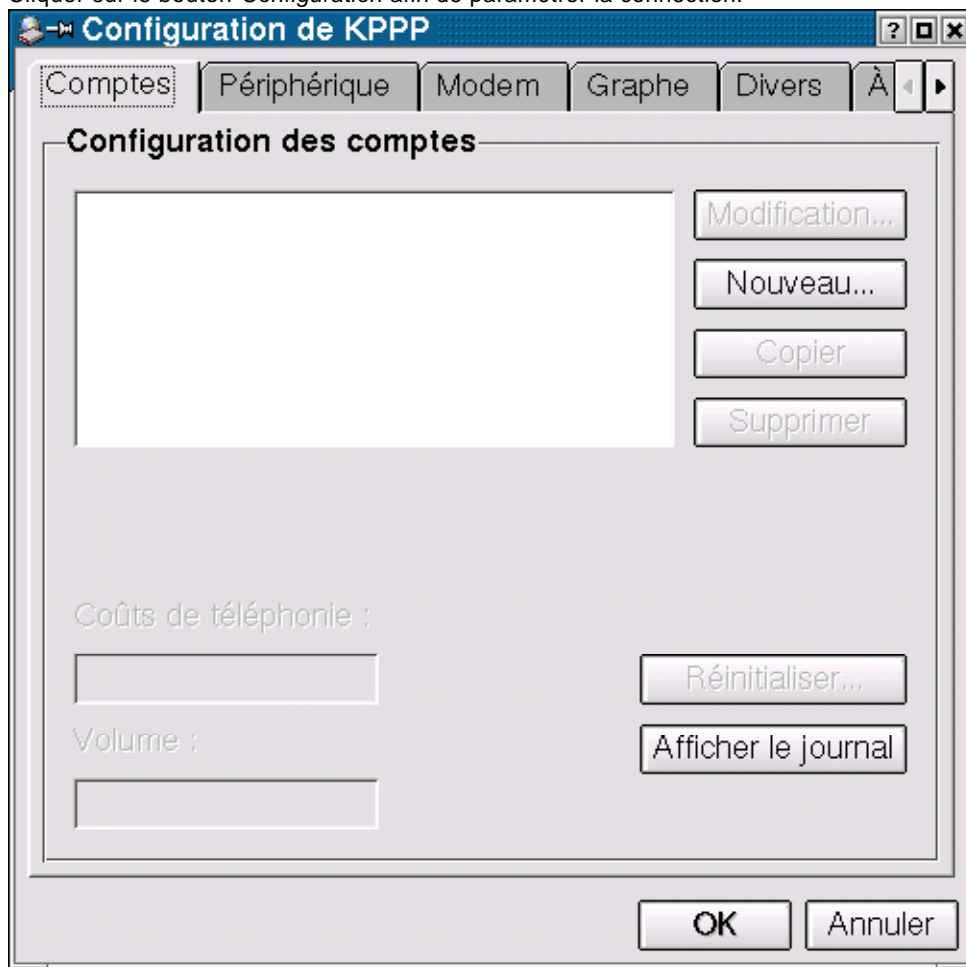 Cliquer sur le bouton Configuration afin de paramétrer la connection.
Configuration de KPPP
Comptes Périphérique Modem Graphe Divers À
Configuration des comptes
Modification...
Nouveau...
Copier
Supprimer
Coûts de téléphonie :
Réinitialiser...
Volume :
Afficher le journal
OK Annuler